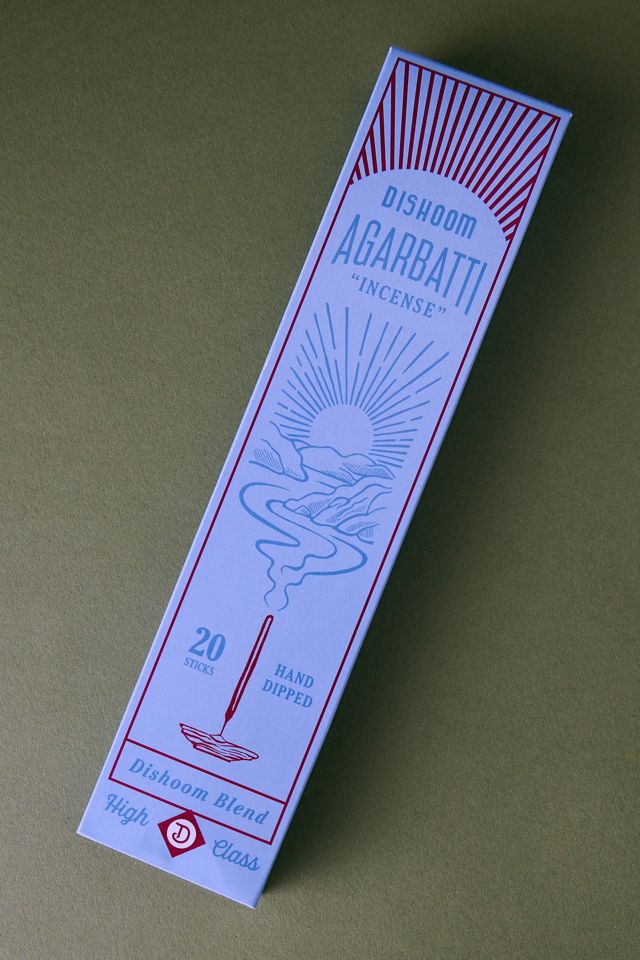 DISHOOM
AGARBATTI
“INCENSE”
20
STICKS
HAND
DIPPED
Dishoom Blend
High D Class